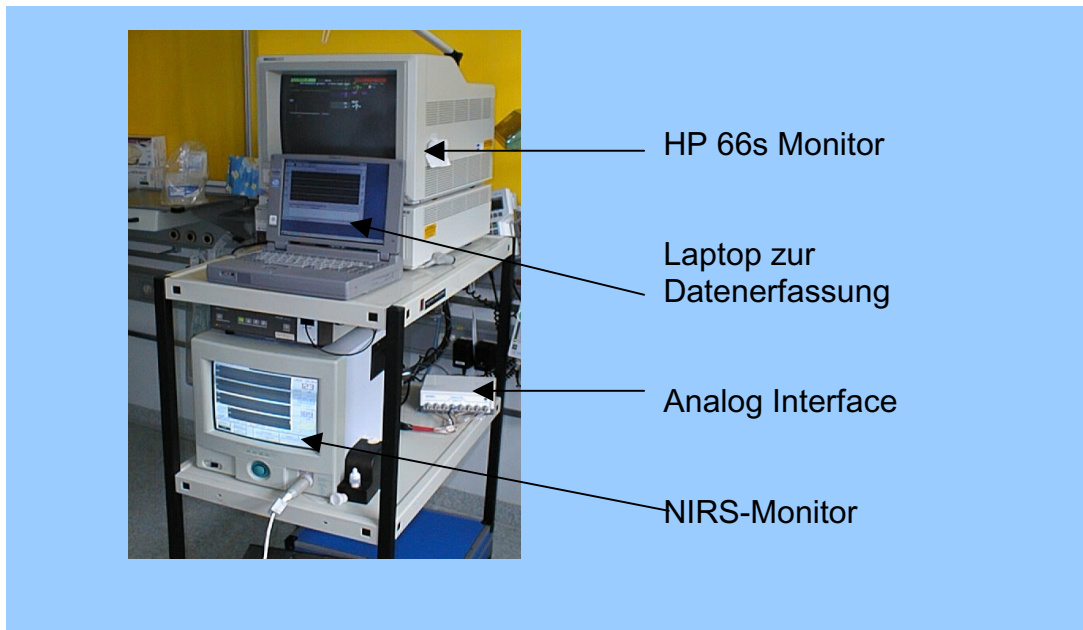 HP 66s Monitor
Laptop zur
Datenerfassung
Analog Interface
NIRS-Monitor